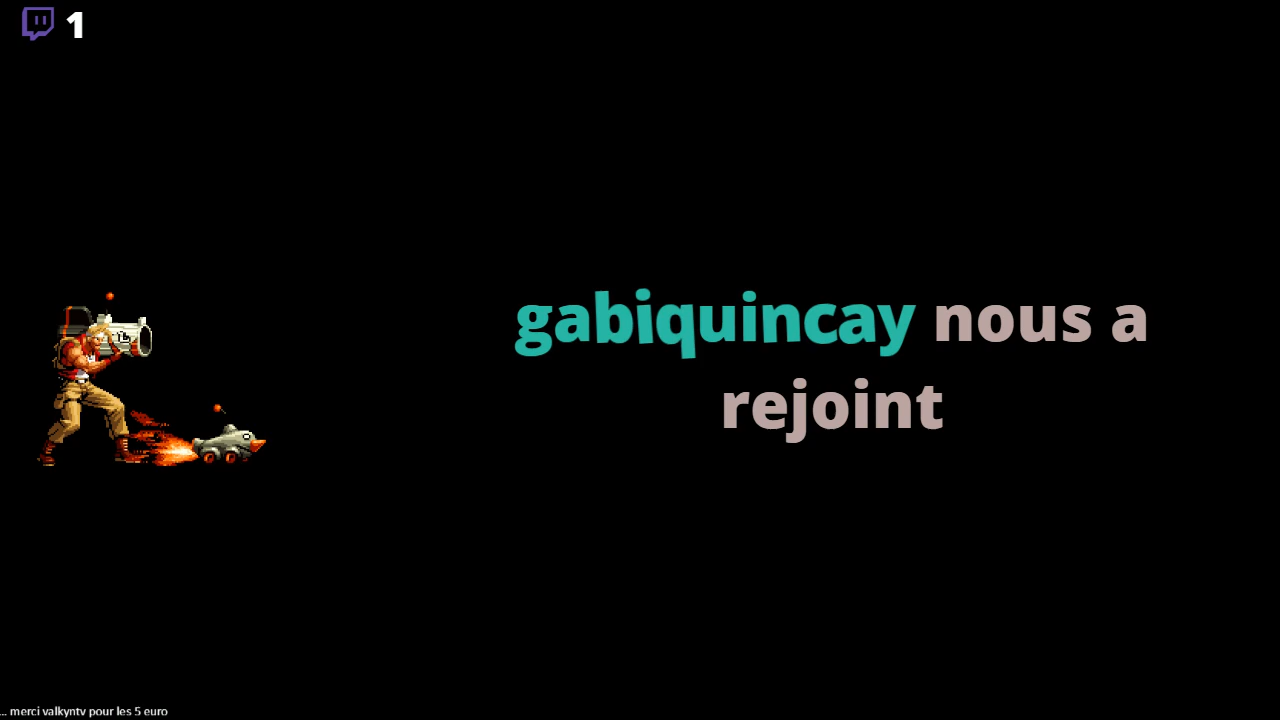 1
gabiquincay nous a
rejoint
... merci valkyntv pour les 5 euro